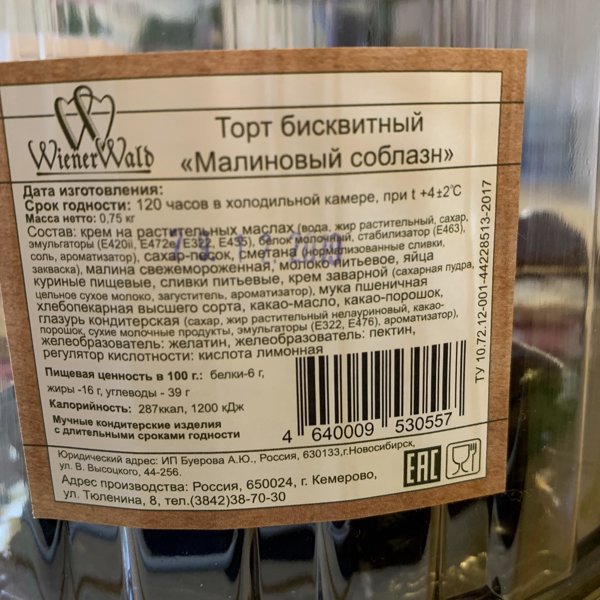 WienerWald
Торт бисквитный
«Малиновый соблазн»
Дата изготовления:
Срок годности: 120 часов в холодильной камере, при t +4±2°C
Масса нетто: 0,75 кг
Состав: крем на растительных маслах (вода, жир растительный, сахар,
эмульгаторы (Е420ii, Е472е, Е322, Е435), белок молочный, стабилизатор (Е463),
соль, ароматизатор), сахар-песок, сметана (нормализованные сливки,
закваска), малина свежемороженная, молоко питьевое, яйца
куриные пищевые, сливки питьевые, крем заварной (сахарная пудра,
цельное сухое молоко, загуститель, ароматизатор), мука пшеничная
хлебопекарная высшего сорта, какао-масло, какао-порошок,
глазурь кондитерская (сахар, жир растительный нелауриновый, какао-
порошок, сухие молочные продукты, эмульгаторы (Е322, Е476), ароматизатор),
желеобразователь: желатин, желеобразователь: пектин,
регулятор кислотности: кислота лимонная
Пищевая ценность в 100 г.: белки-6 г,
жиры -16 г, углеводы - 39 г
Калорийность: 287ккал, 1200 кДж
Мучные кондитерские изделия
с длительными сроками годности
4 640009 530557
ТУ 10.72.12-001-44228513-2017
Юридический адрес: ИП Буерова А.Ю., Россия, 630133,г.Новосибирск,
ул. В. Высоцкого, 44-256.
Адрес производства: Россия, 650024, г. Кемерово,
ул. Тюленина, 8, тел.(3842)38-70-30
EAC